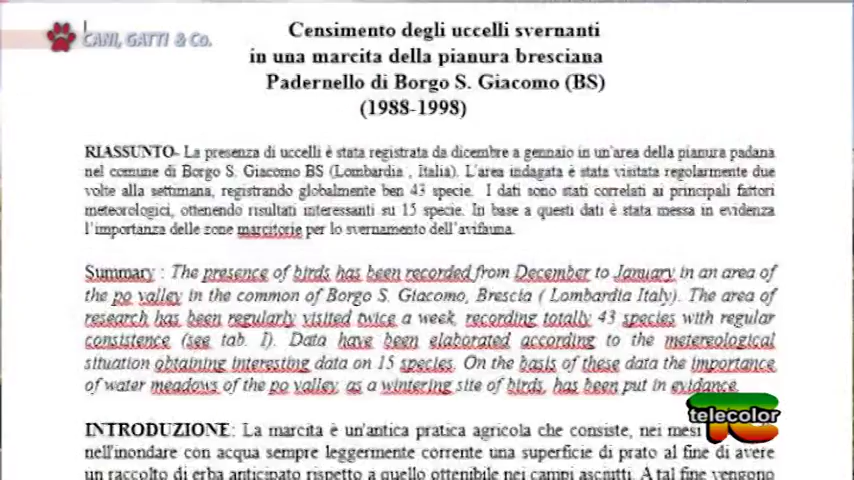 CANI, GATTI & Co.
Censimento degli uccelli svernanti
in una marcita della pianura bresciana
Padernello di Borgo S. Giacomo (BS)
(1988-1998)
RIASSUNTO- La presenza di uccelli è stata registrata da dicembre a gennaio in un'area della pianura padana
nel comune di Borgo S. Giacomo BS (Lombardia , Italia). L'area indagata è stata visitata regolarmente due
volte alla settimana, registrando globalmente ben 43 specie. I dati sono stati correlati ai principali fattori
meteorologici, ottenendo risultati interessanti su 15 specie. In base a questi dati è stata messa in evidenza
l'importanza delle zone marcitorie per lo svernamento dell'avifauna.
Summary : The presence of birds has been recorded from December to January in an area of
the po valley in the common of Borgo S. Giacomo, Brescia ( Lombardia Italy). The area of
research has been regularly visited twice a week, recording totally 43 species with regular
consistence (see tab. I). Data have been elaborated according to the metereological
situation obtaining interesting data on 15 species. On the basis of these data the importance
of water meadows of the po valley, as a wintering site of birds, has been put in evidance.
telecolor
INTRODUZIONE: La marcita è un'antica pratica agricola che consiste, nei mesi
nell'inondare con acqua sempre leggermente corrente una superficie di prato al fine di avere
un raccolto di erba anticipato rispetto a quello ottenibile nei campi asciutti. A tal fine vengono